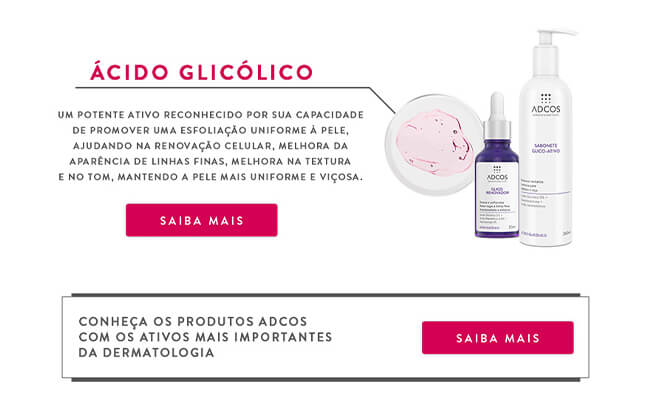 ÁCIDO GLICÓLICO
UM POTENTE ATIVO RECONHECIDO POR SUA CAPACIDADE
DE PROMOVER UMA ESFOLIAÇÃO UNIFORME À PELE,
AJUDANDO NA RENOVAÇÃO CELULAR, MELHORA DA
APARÊNCIA DE LINHAS FINAS, MELHORA NA TEXTURA
E NO TOM, MANTENDO A PELE MAIS UNIFORME E VIÇOSA.
SAIBA MAIS
ADCOS
GLICO
RENOVADOR
ADCOS
SABONETE
GLICO-ATIVO
CONHEÇA OS PRODUTOS ADCOS
COM OS ATIVOS MAIS IMPORTANTES
DA DERMATOLOGIA
SAIBA MAIS